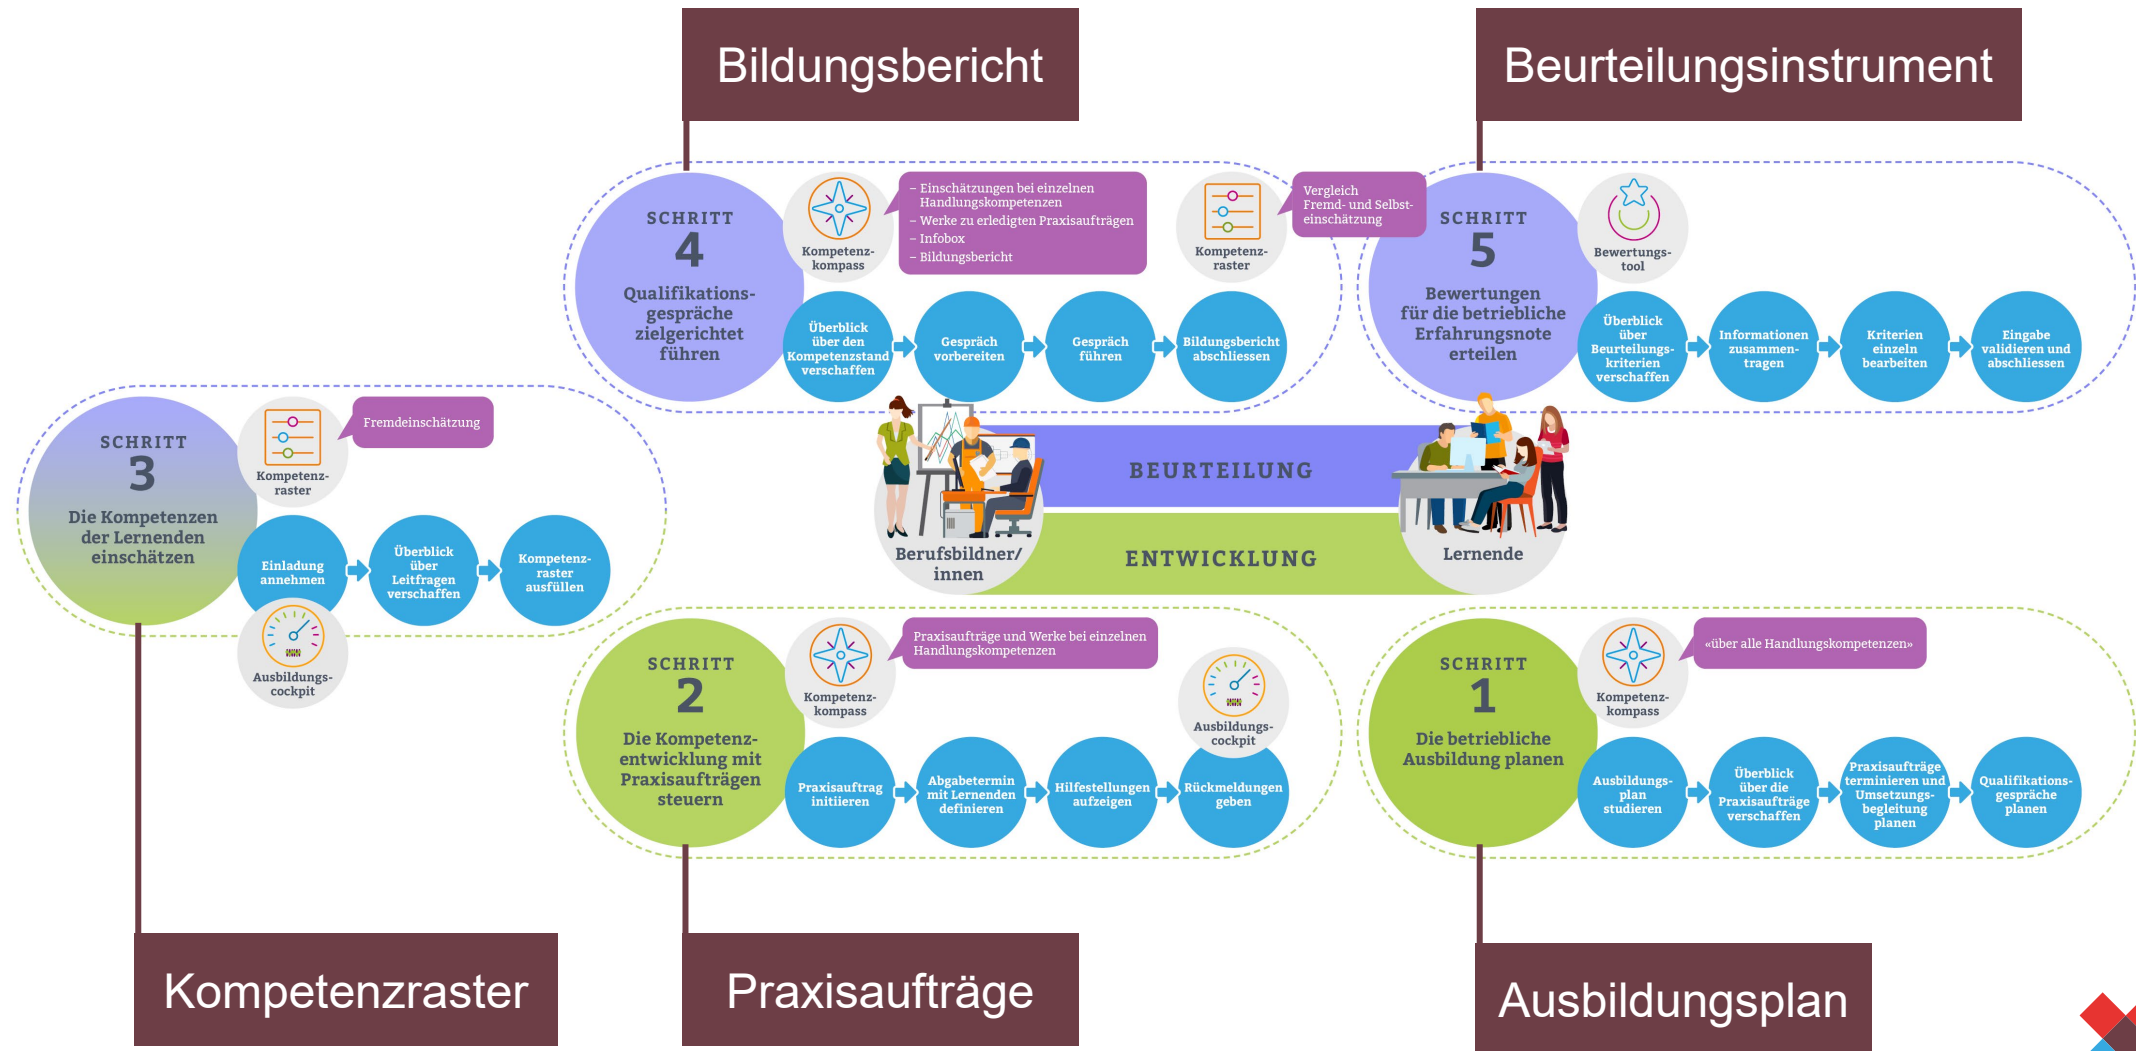 Bildungsbericht
Beurteilungsinstrument
SCHRITT
4
Qualifikations-
gespräche
zielgerichtet
führen
Kompetenz-
kompass
– Einschätzungen bei einzelnen
Handlungskompetenzen
– Werke zu erledigten Praxisaufträgen
– Infobox
– Bildungsbericht
Kompetenz-
raster
Vergleich
Fremd- und Selbst-
einschätzung
Überblick
über den
Kompetenzstand
verschaffen
Gespräch
vorbereiten
Gespräch
führen
Bildungsbericht
abschliessen
SCHRITT
5
Bewertungen
für die betriebliche
Erfahrungsnote
erteilen
Bewertungs-
tool
Überblick
über
Beurteilungs-
kriterien
verschaffen
Informationen
zusammen-
tragen
Kriterien
einzeln
bearbeiten
Eingabe
validieren und
abschliessen
SCHRITT
3
Die Kompetenzen
der Lernenden
einschätzen
Kompetenz-
raster
Fremdeinschätzung
Einladung
annehmen
Überblick
über
Leitfragen
verschaffen
Kompetenz-
raster
ausfüllen
Ausbildungs-
cockpit
BEURTEILUNG
ENTWICKLUNG
Berufsbildner/
innen
Lernende
SCHRITT
2
Die Kompetenz-
entwicklung mit
Praxisaufträgen
steuern
Kompetenz-
kompass
Praxisaufträge und Werke bei einzelnen
Handlungskompetenzen
Ausbildungs-
cockpit
Praxisauftrag
initiieren
Abgabetermin
mit Lernenden
definieren
Hilfestellungen
aufzeigen
Rückmeldungen
geben
SCHRITT
1
Die betriebliche
Ausbildung planen
Kompetenz-
kompass
«über alle Handlungskompetenzen»
Ausbildungs-
plan
studieren
Überblick
über die
Praxisaufträge
verschaffen
Praxisaufträge
terminieren und
Umsetzungs-
begleitung
planen
Qualifikations-
gespräche
planen
Kompetenzraster
Praxisaufträge
Ausbildungsplan